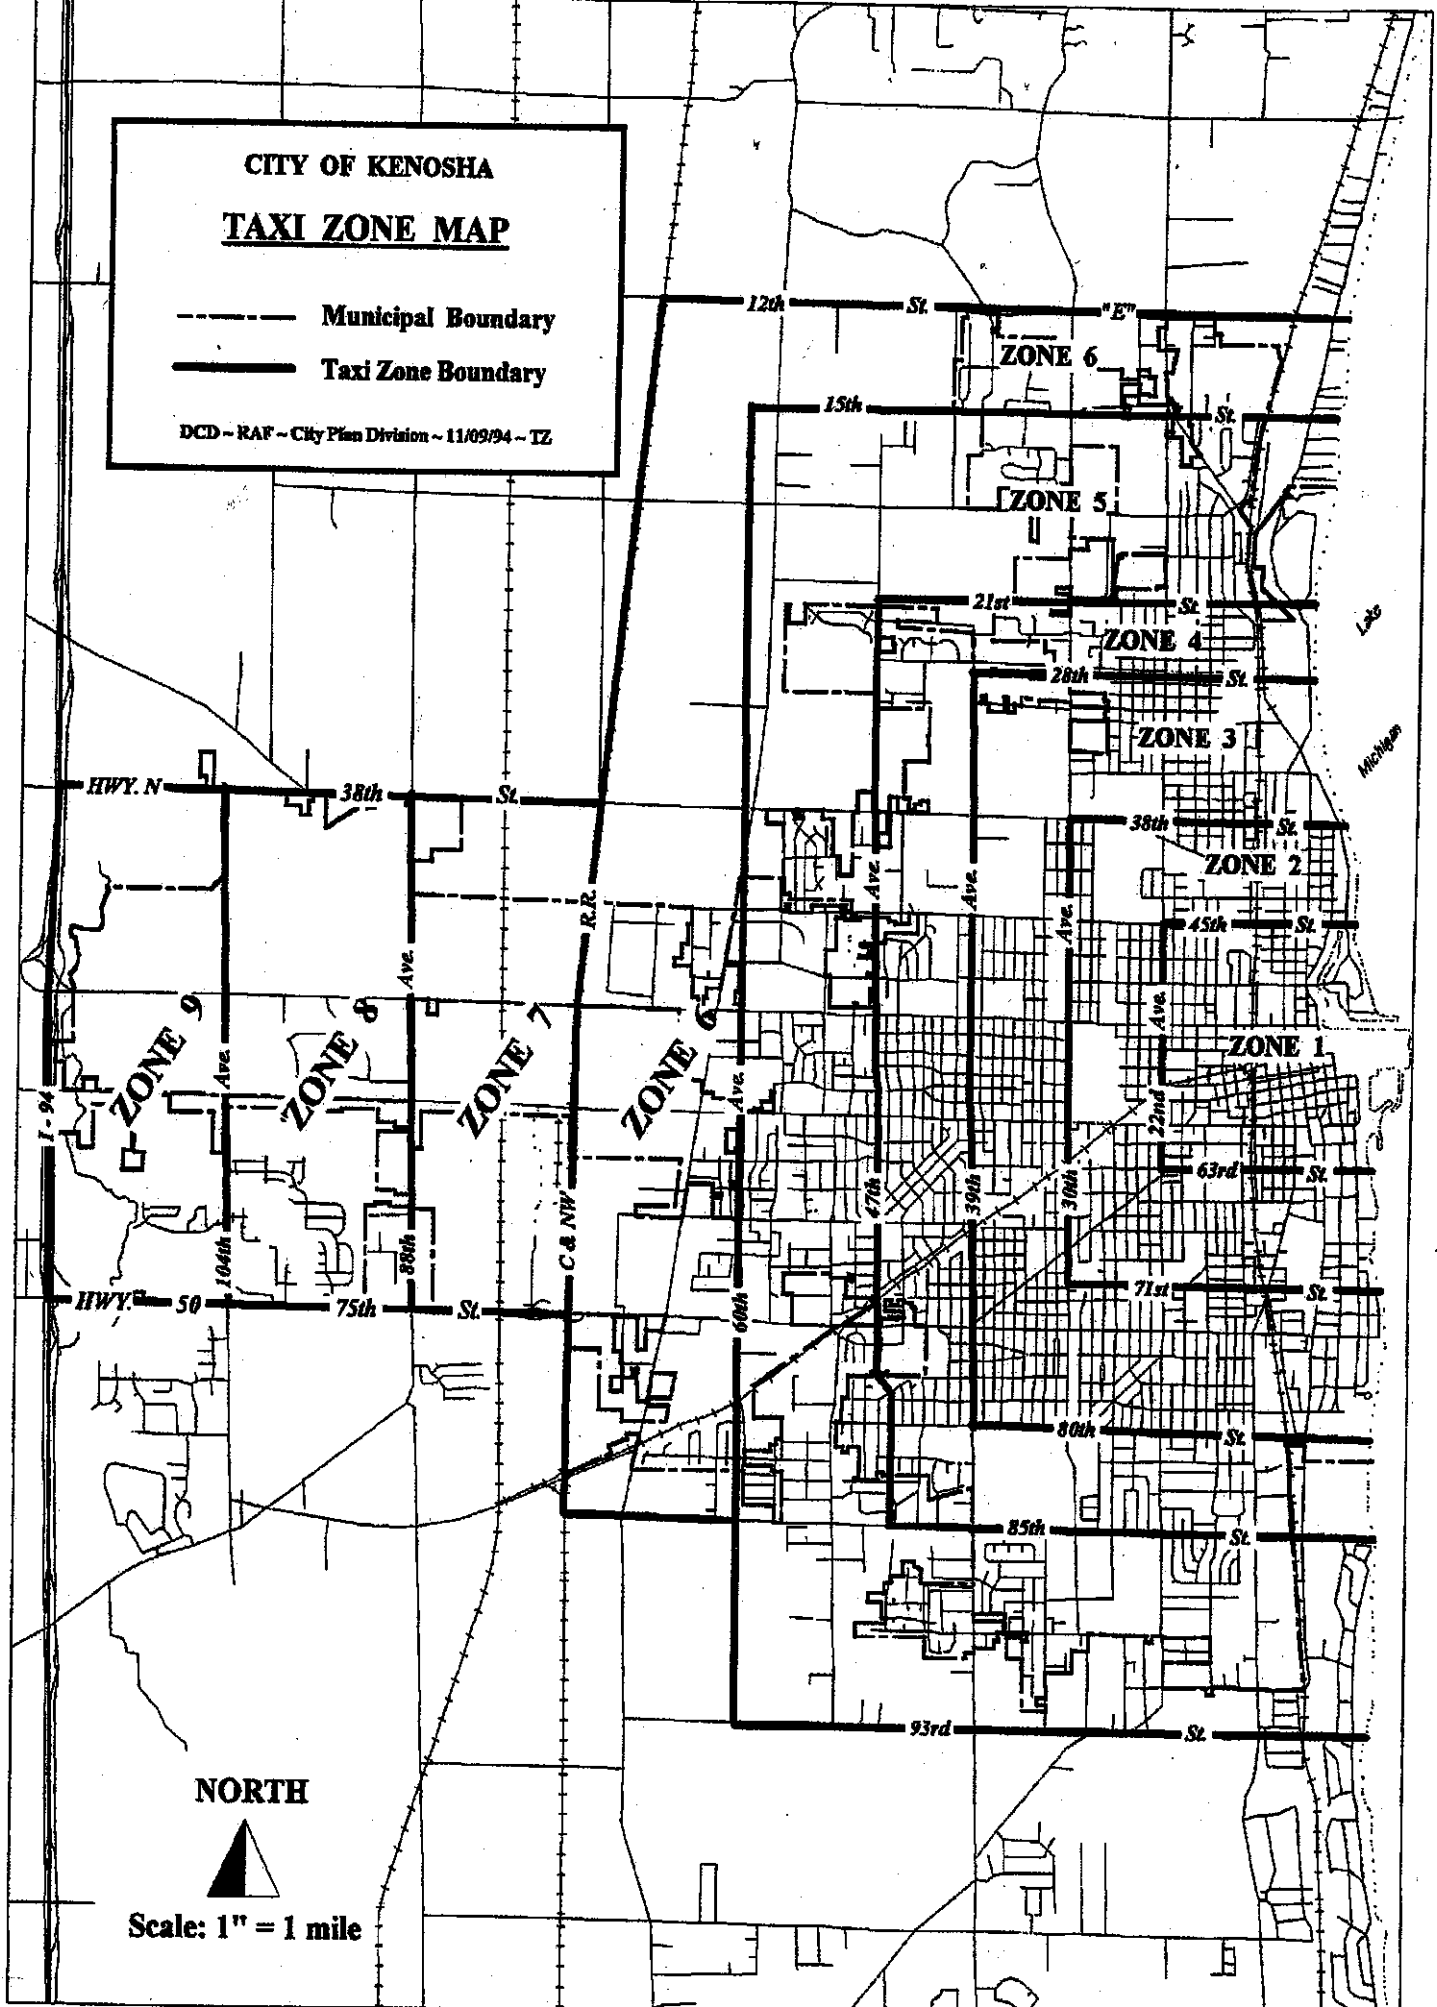 CITY OF KENOSHA
TAXI ZONE MAP
Municipal Boundary
Taxi Zone Boundary
DCD ~ RAF ~ City Plan Division ~ 11/09/94 ~ TZ
12th St. "E"
ZONE 6
15th St.
ZONE 5
21st St.
ZONE 4
Lake
28th St.
ZONE 3
Michigan
HWY. N 38th St.
38th St.
ZONE 2
Ave.
Ave.
Ave.
R.R.
45th St.
Ave.
ZONE 9
ZONE 8
ZONE 7
ZONE 6
Ave.
ZONE 1
Ave.
Ave.
I - 94
22nd
63rd St.
47th
39th
30th
C & NW
104th
88th
71st St.
HWY. 50 75th St.
60th
80th St.
85th St.
93rd St.
NORTH
Scale: 1" = 1 mile